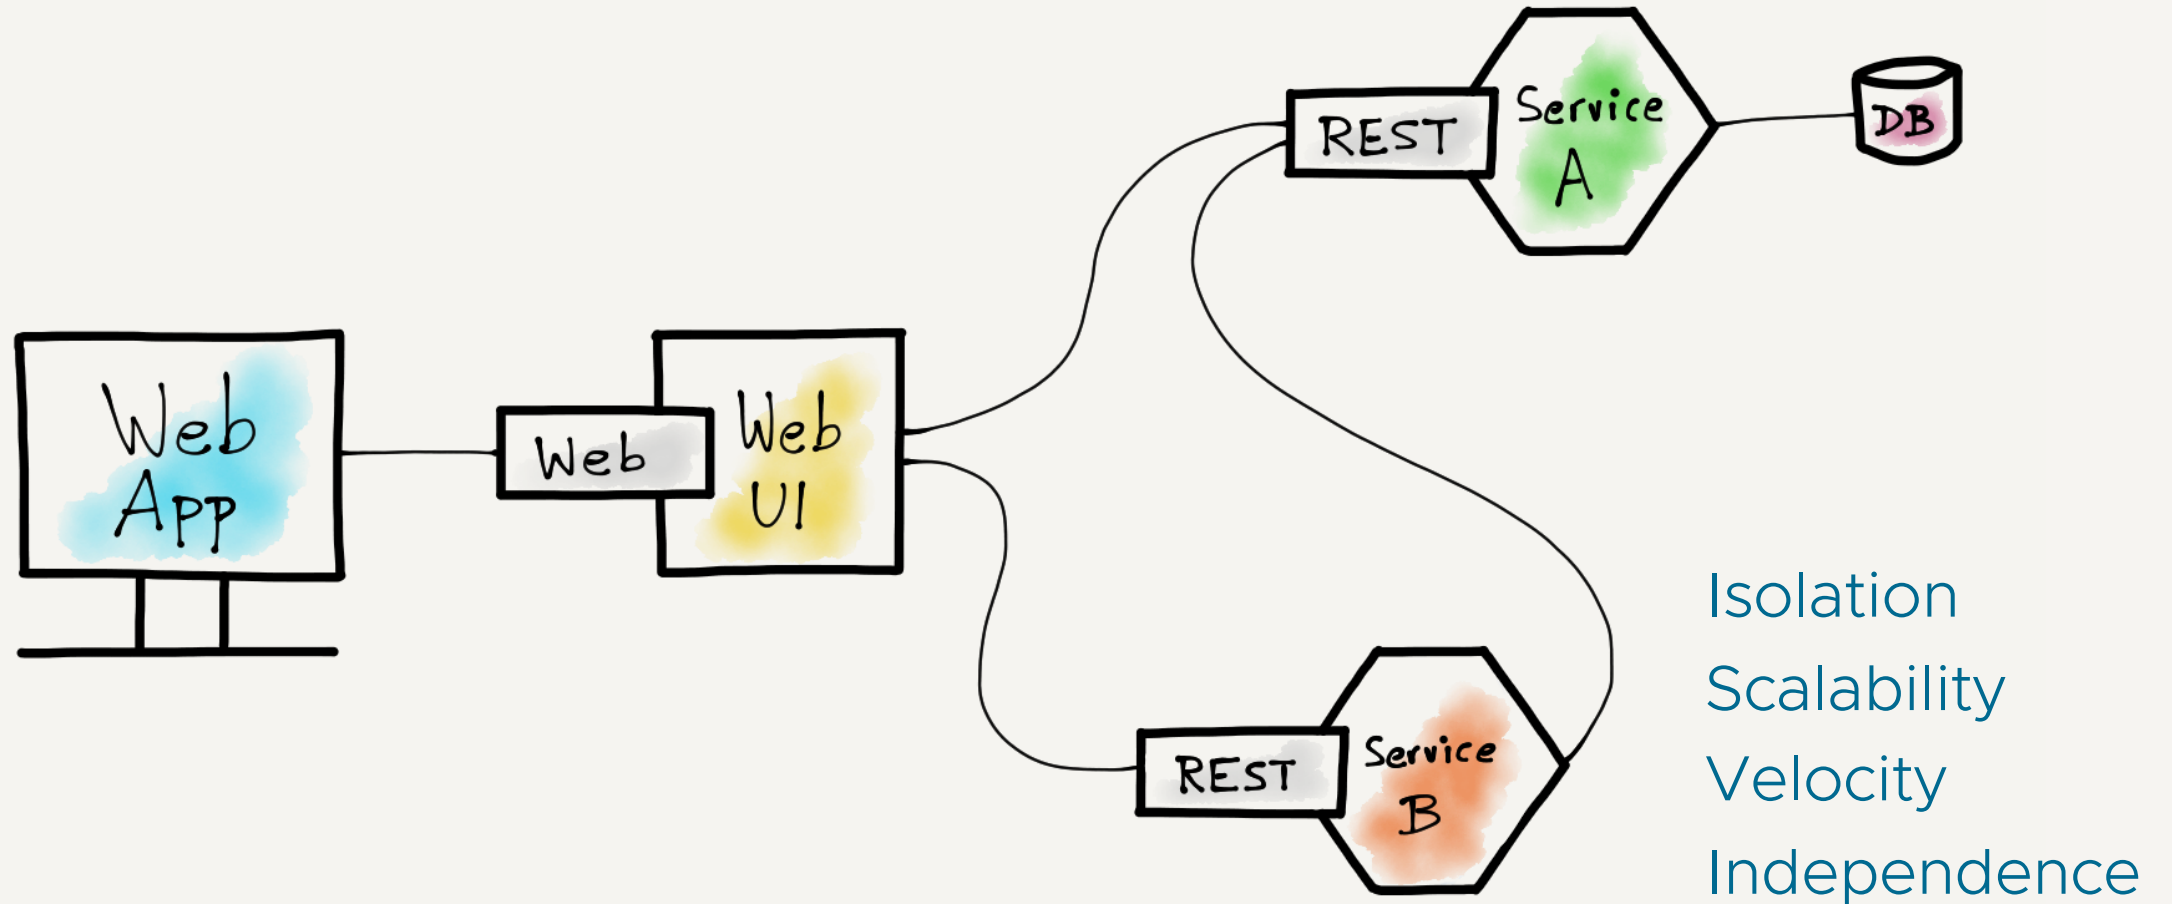 Web
App
Web
Web
UI
REST
Service
A
DB
REST
Service
B
Isolation
Scalability
Velocity
Independence